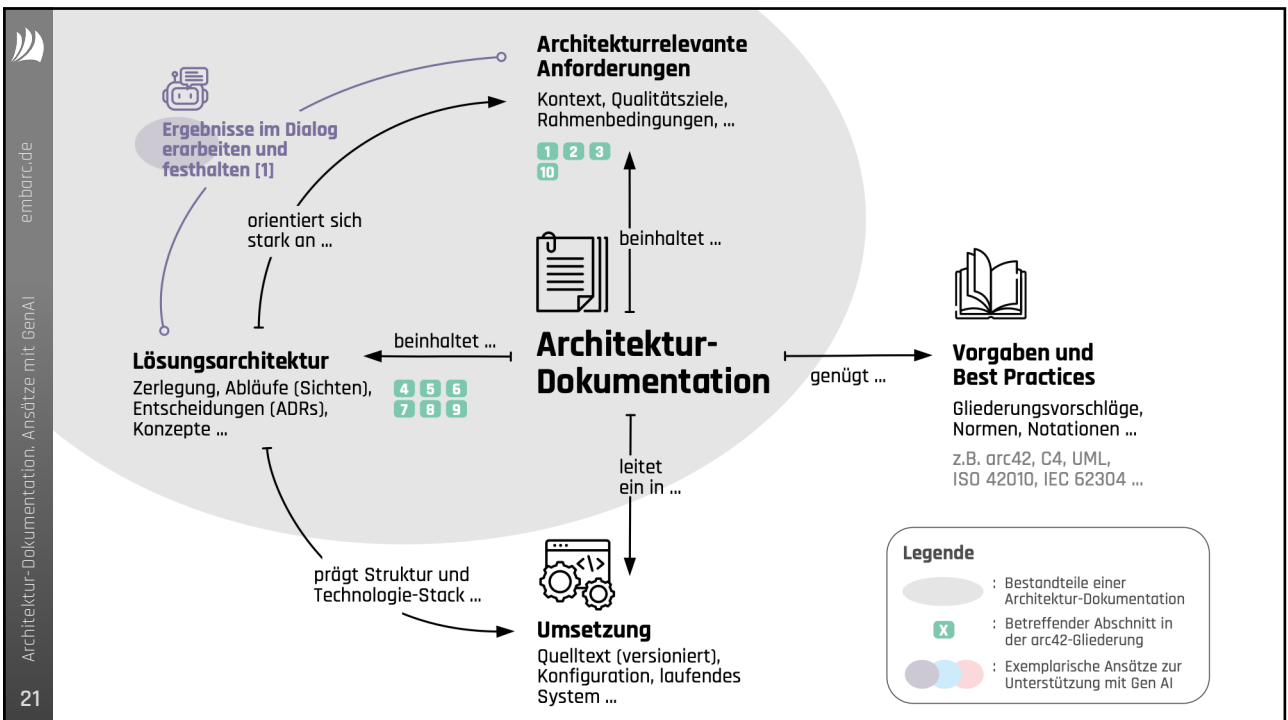 embarc.de
Architektur-Dokumentation. Ansätze mit GenAI
21
Architekturrelevante
Anforderungen
Kontext, Qualitätsziele,
Rahmenbedingungen, ...
1 2 3
10
Ergebnisse im Dialog
erarbeiten und
festhalten [1]
orientiert sich
stark an ...
beinhaltet ...
Architektur-
Dokumentation
beinhaltet ...
4 5 6
7 8 9
Lösungsarchitektur
Zerlegung, Abläufe (Sichten),
Entscheidungen (ADRs),
Konzepte ...
genügt ...
Vorgaben und
Best Practices
Gliederungsvorschläge,
Normen, Notationen ...
z.B. arc42, C4, UML,
ISO 42010, IEC 62304 ...
leitet
ein in ...
prägt Struktur und
Technologie-Stack ...
Umsetzung
Quelltext (versioniert),
Konfiguration, laufendes
System ...
Legende
: Bestandteile einer
Architektur-Dokumentation
X : Betreffender Abschnitt in
der arc42-Gliederung
: Exemplarische Ansätze zur
Unterstützung mit Gen AI